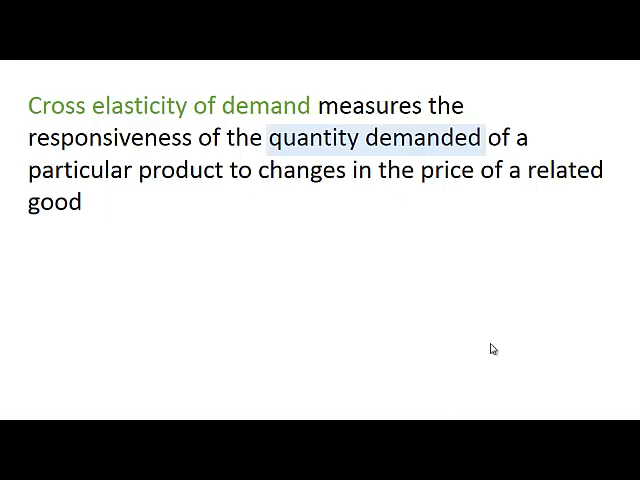 Cross elasticity of demand measures the
responsiveness of the quantity demanded of a
particular product to changes in the price of a related
good